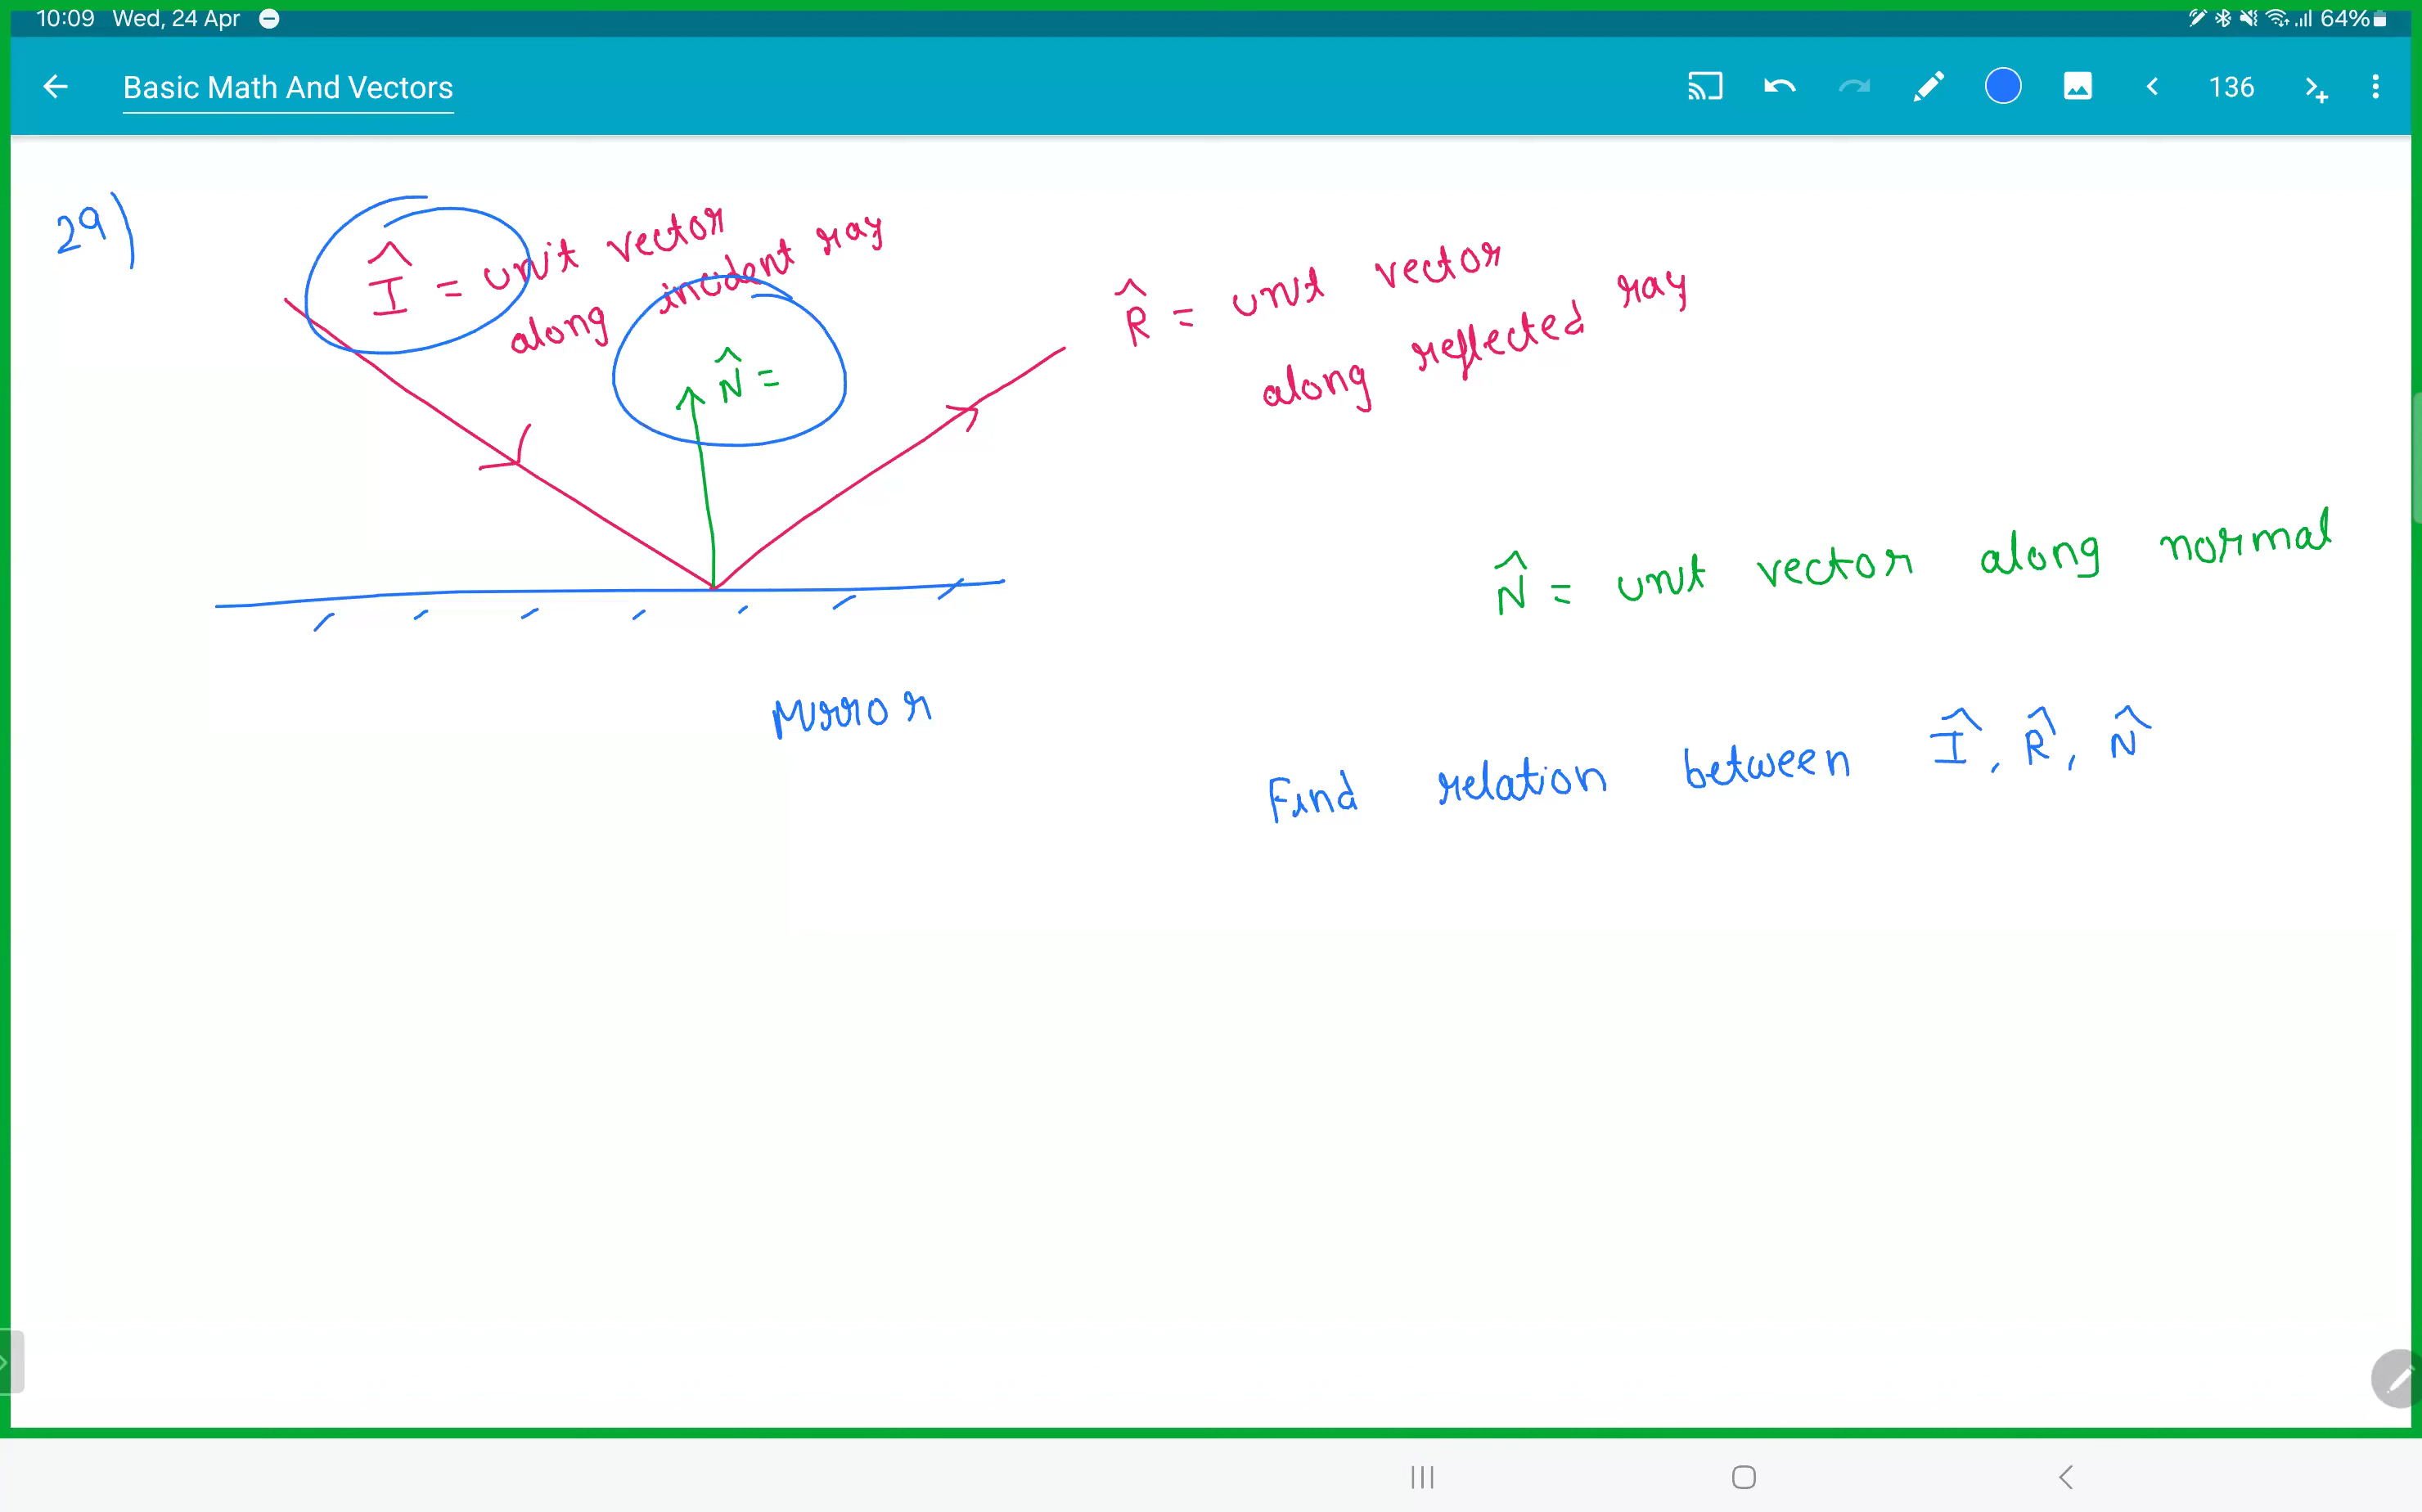 10:09 Wed, 24 Apr
64%
Basic Math And Vectors
136
29)
Î = unit vector
along incident ray
N̂ =
R̂ = unit vector
along reflected ray
N̂ = unit vector along normal
Mirror
Find relation between Î, R̂, N̂